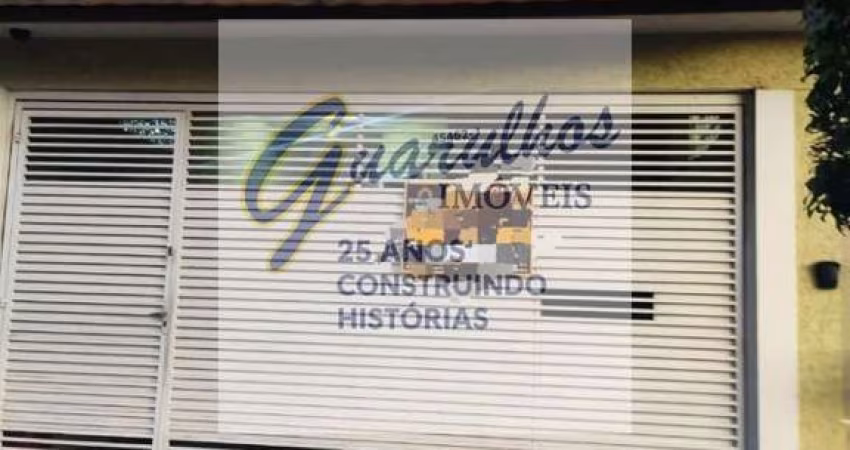 Guarulhos
IMÓVEIS
25 ANOS
CONSTRUINDO
HISTÓRIAS